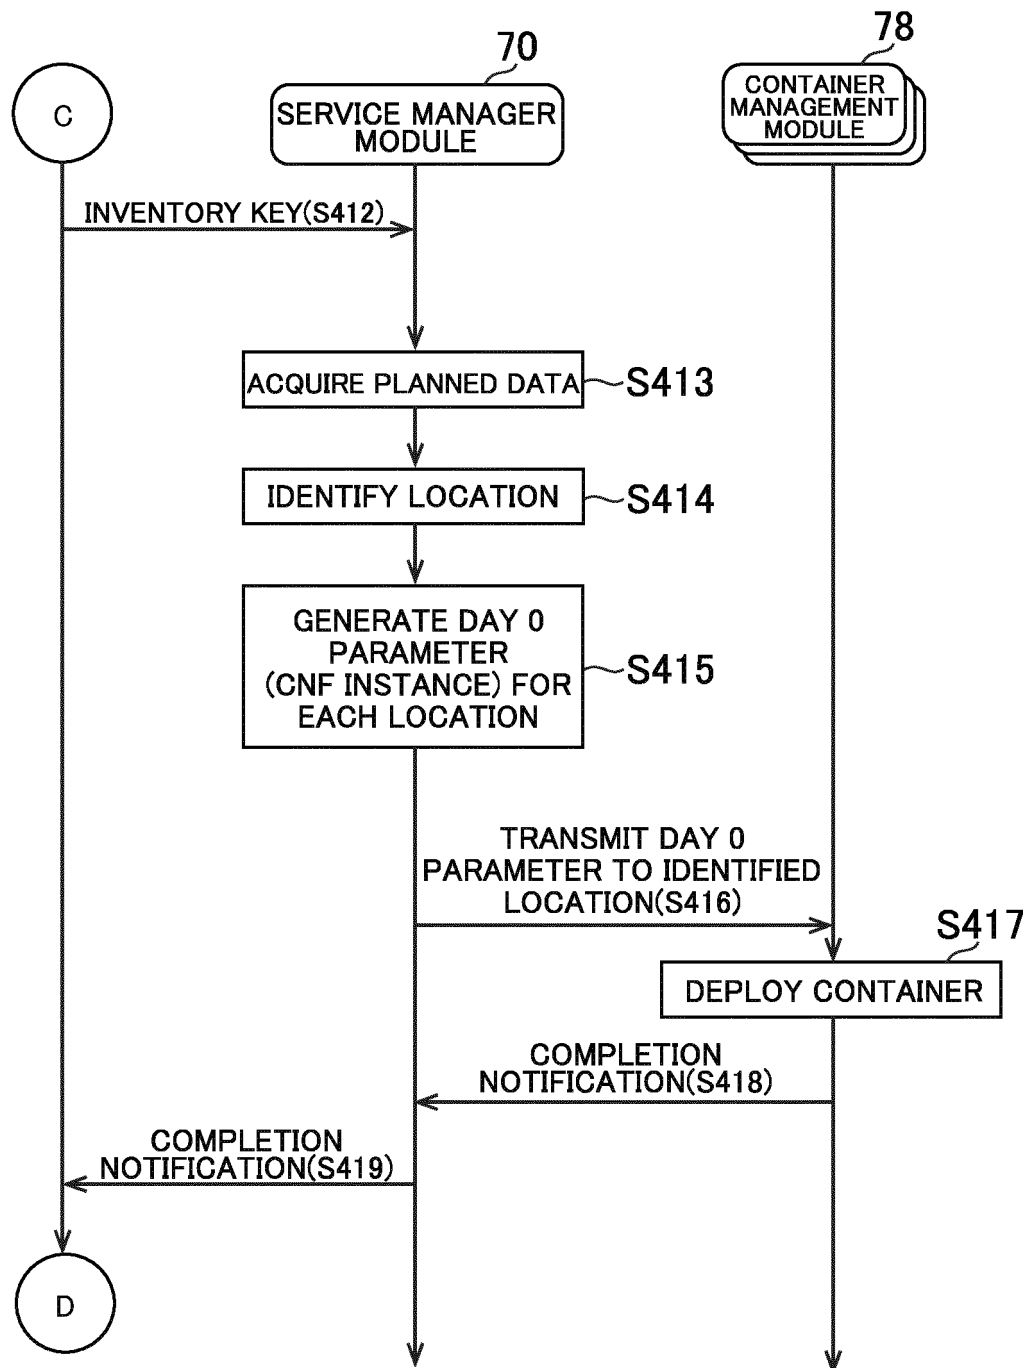 70
78
C
SERVICE MANAGER
MODULE
CONTAINER
MANAGEMENT
MODULE
INVENTORY KEY(S412)
ACQUIRE PLANNED DATA
S413
IDENTIFY LOCATION
S414
GENERATE DAY 0
PARAMETER
(CNF INSTANCE) FOR
EACH LOCATION
S415
TRANSMIT DAY 0
PARAMETER TO IDENTIFIED
LOCATION(S416)
S417
DEPLOY CONTAINER
COMPLETION
NOTIFICATION(S418)
COMPLETION
NOTIFICATION(S419)
D